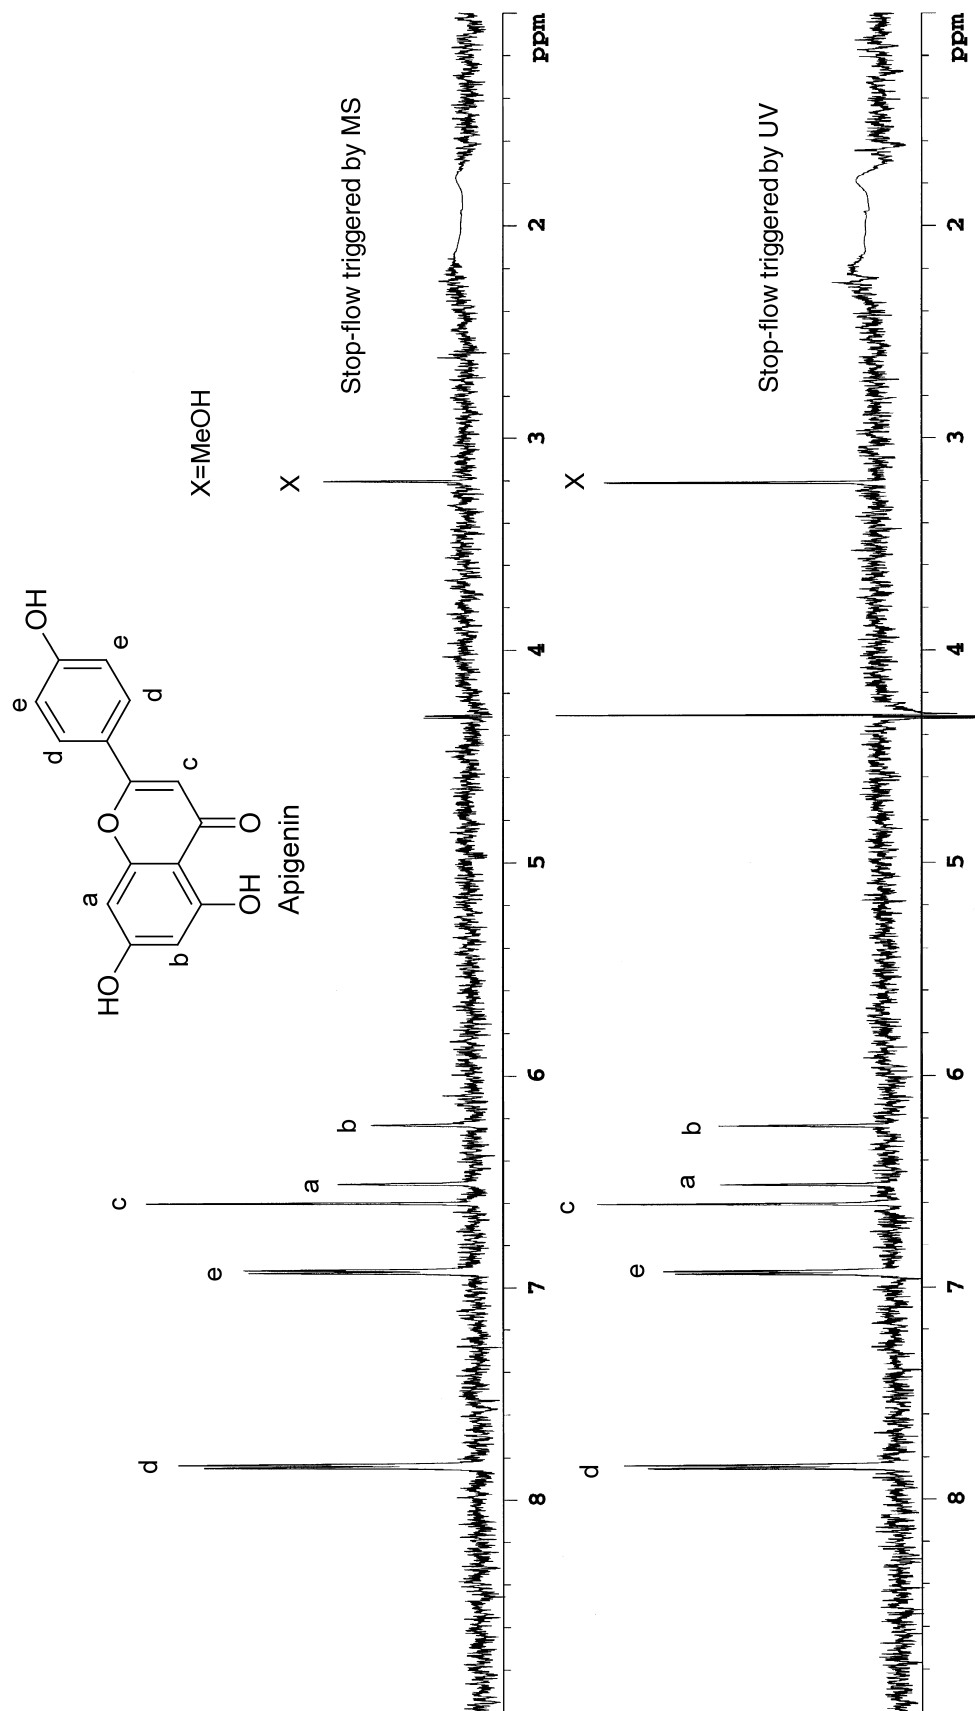 HO
a
b
O
OH
O
c
d
d
e
e
OH
Apigenin
X=MeOH
Stop-flow triggered by MS
d
e
c
a
b
X
8
7
6
5
4
3
2
ppm
Stop-flow triggered by UV
d
e
c
a
b
X
8
7
6
5
4
3
2
ppm